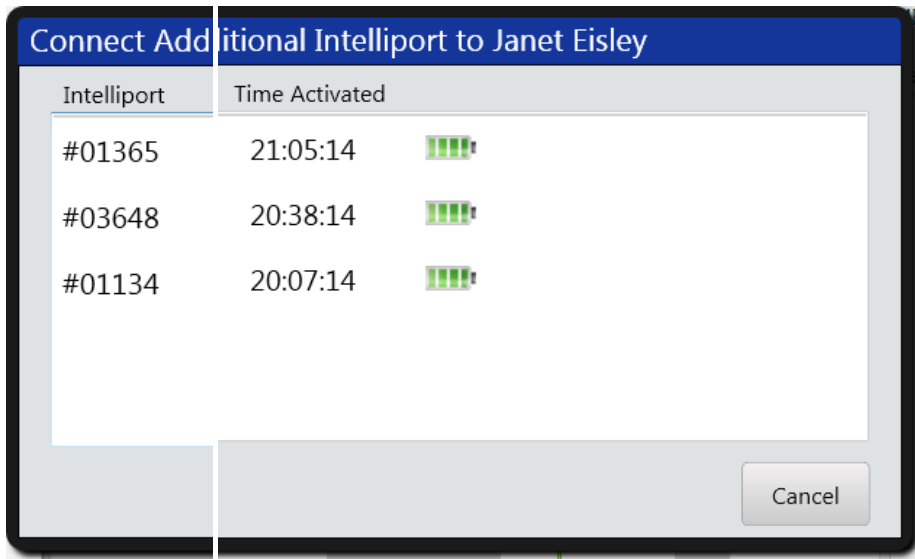 Connect Additional Intelliport to Janet Eisley
Intelliport Time Activated
#01365 21:05:14
#03648 20:38:14
#01134 20:07:14
Cancel